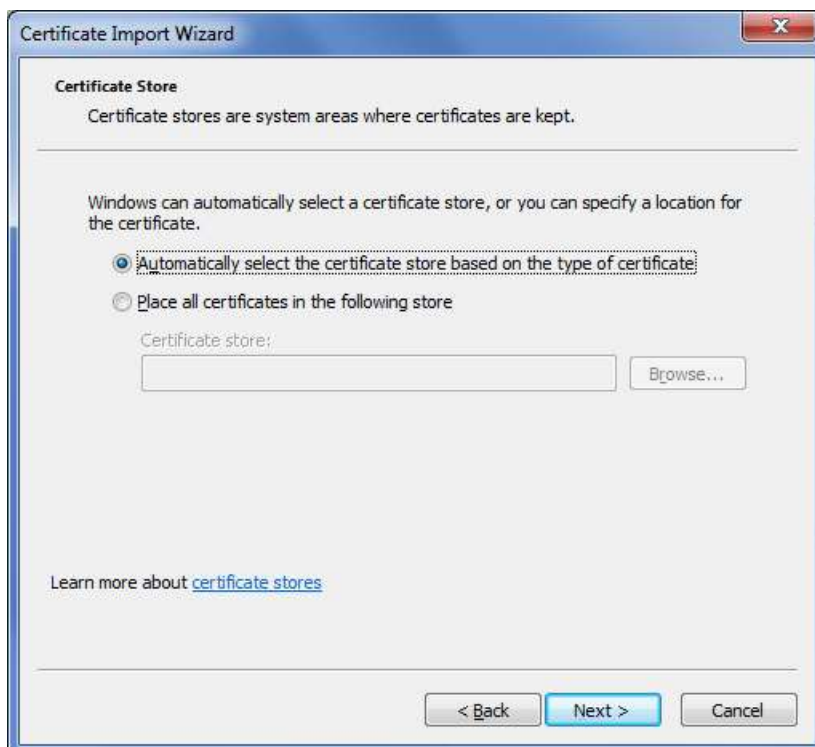 Certificate Import Wizard
Certificate Store
Certificate stores are system areas where certificates are kept.
Windows can automatically select a certificate store, or you can specify a location for
the certificate.
Automatically select the certificate store based on the type of certificate
Place all certificates in the following store
Certificate store:
Browse...
Learn more about certificate stores
< Back Next > Cancel